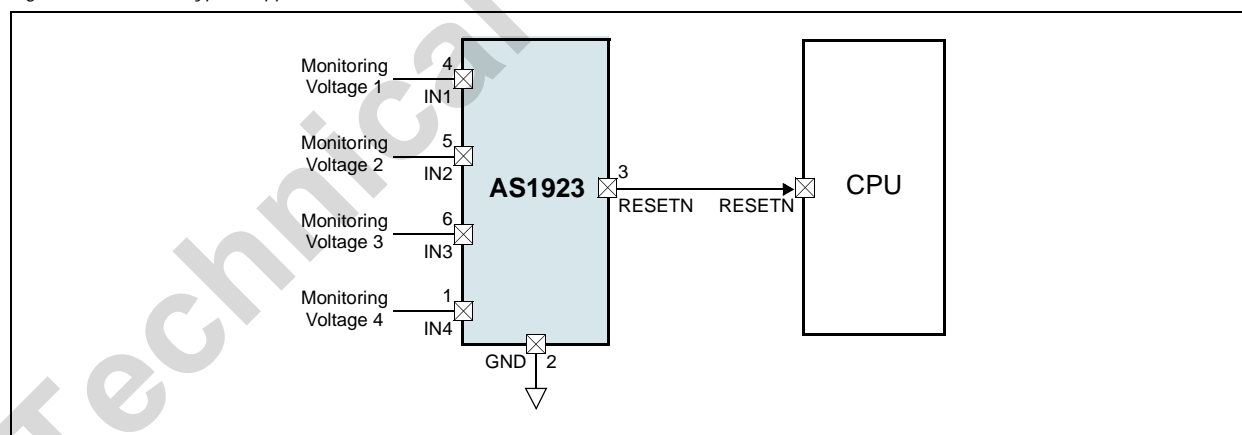 Monitoring
Voltage 1
4
IN1
Monitoring
Voltage 2
5
IN2
Monitoring
Voltage 3
6
IN3
Monitoring
Voltage 4
1
IN4
AS1923
3
RESETN
RESETN
CPU
GND
2
Technical